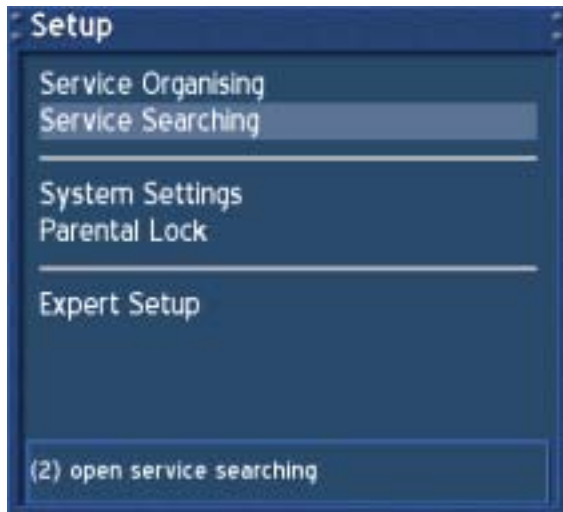 Setup
Service Organising
Service Searching
System Settings
Parental Lock
Expert Setup
(2) open service searching